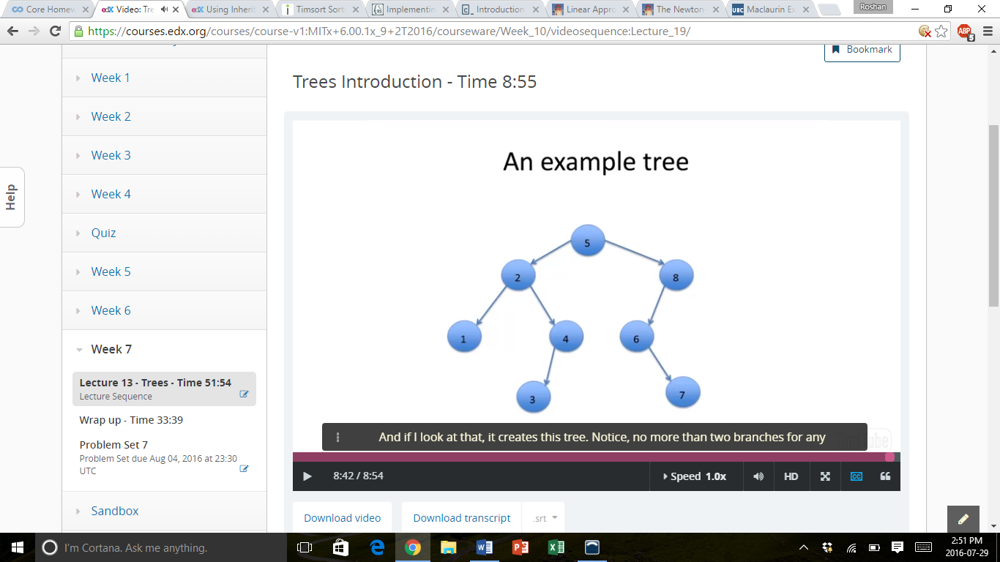 Core Homew
Video: Tre
Using Inherit
Timsort Sort
Implementin
Introduction
Linear Appro
The Newton
Maclaurin Ex
Roshan
https://courses.edx.org/courses/course-v1:MITx+6.00.1x_9+2T2016/courseware/Week_10/videosequence:Lecture_19/
ABP
5
Help
Week 1
Week 2
Week 3
Week 4
Quiz
Week 5
Week 6
Week 7
Lecture 13 - Trees - Time 51:54
Lecture Sequence
Wrap up - Time 33:39
Problem Set 7
Problem Set due Aug 04, 2016 at 23:30
UTC
Sandbox
Bookmark
Trees Introduction - Time 8:55
An example tree
5
2
8
1
4
6
3
7
And if I look at that, it creates this tree. Notice, no more than two branches for any
YouTube
8:42 / 8:54
Speed 1.0x
HD
CC
Download video
Download transcript
.srt
I'm Cortana. Ask me anything.
2:51 PM
2016-07-29